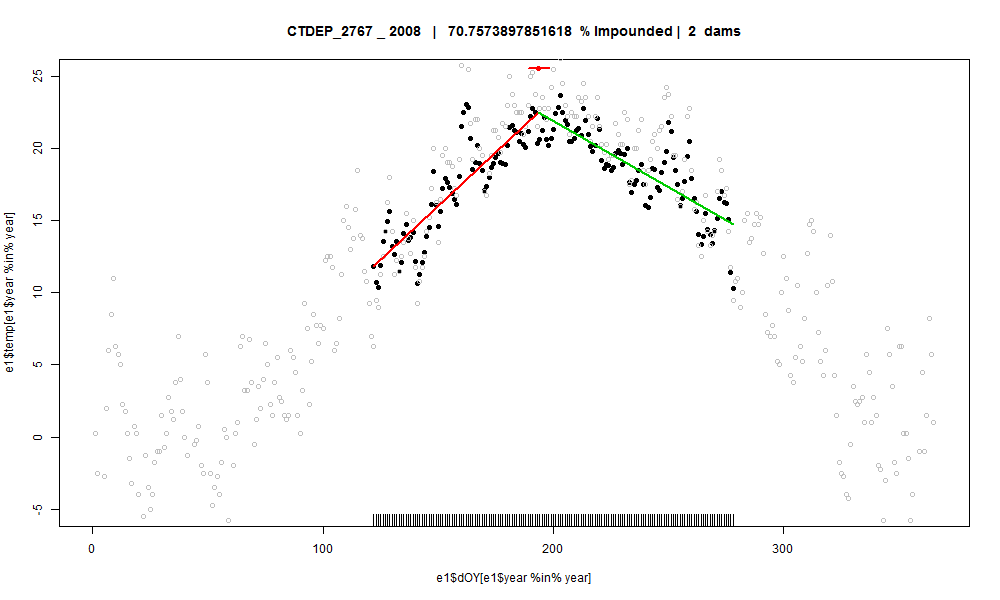 CTDEP_2767 _ 2008 | 70.7573897851618 % Impounded | 2 dams
e1$temp[e1$year %in% year]
25
20
15
10
5
0
-5
0 100 200 300
e1$dOY[e1$year %in% year]